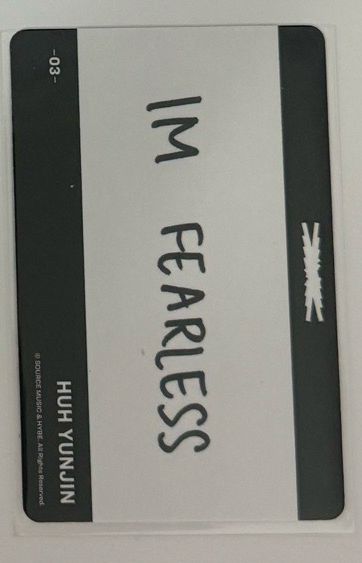 IM FEARLESS
-03-
HUH YUNJIN
© SOURCE MUSIC & HYBE. All Rights Reserved.